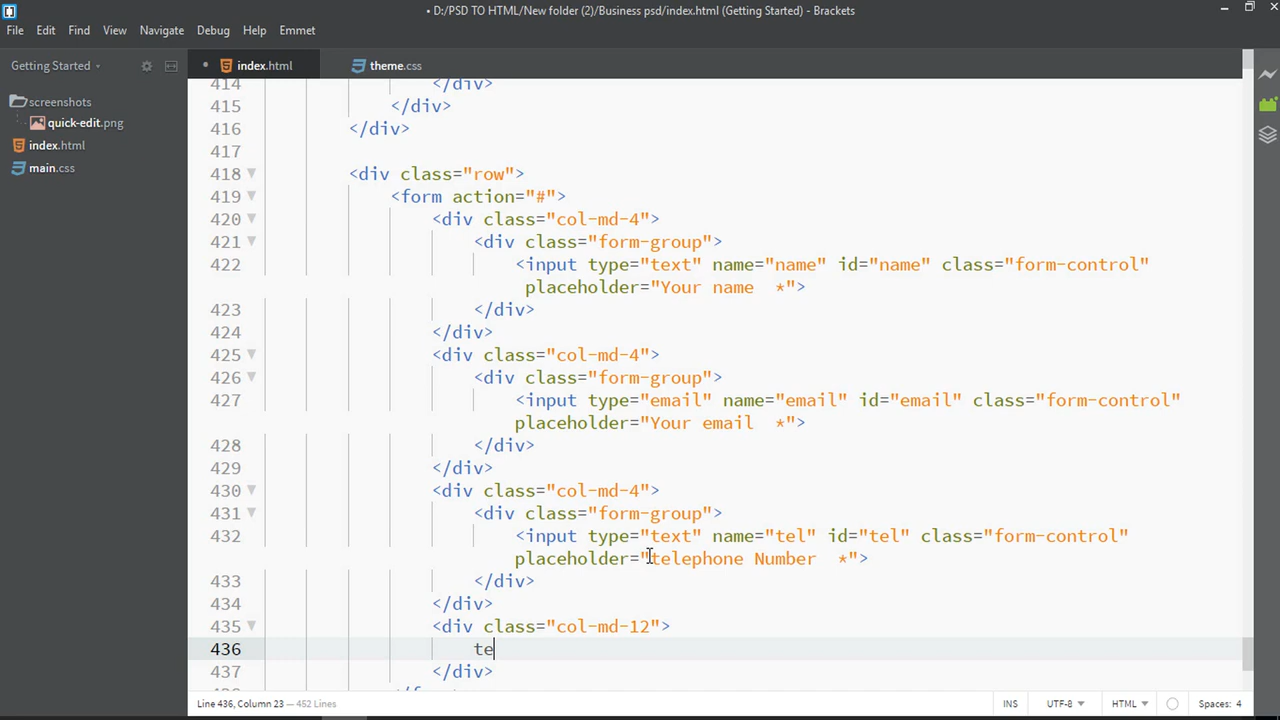 • D:/PSD TO HTML/New folder (2)/Business psd/index.html (Getting Started) - Brackets
File Edit Find View Navigate Debug Help Emmet
Getting Started
• index.html theme.css
screenshots
quick-edit.png
index.html
main.css
414 </div>
415 </div>
416 </div>
417
418 <div class="row">
419 <form action="#">
420 <div class="col-md-4">
421 <div class="form-group">
422 <input type="text" name="name" id="name" class="form-control"
placeholder="Your name  *">
423 </div>
424 </div>
425 <div class="col-md-4">
426 <div class="form-group">
427 <input type="email" name="email" id="email" class="form-control"
placeholder="Your email  *">
428 </div>
429 </div>
430 <div class="col-md-4">
431 <div class="form-group">
432 <input type="text" name="tel" id="tel" class="form-control"
placeholder="telephone Number  *">
433 </div>
434 </div>
435 <div class="col-md-12">
436 te
437 </div>
Line 436, Column 23 — 452 Lines INS UTF-8 HTML Spaces: 4